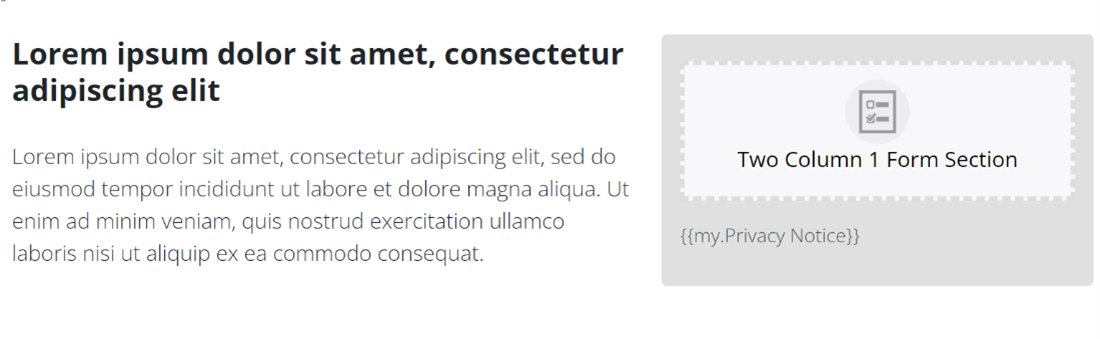 Lorem ipsum dolor sit amet, consectetur
adipiscing elit
Lorem ipsum dolor sit amet, consectetur adipiscing elit, sed do
eiusmod tempor incididunt ut labore et dolore magna aliqua. Ut
enim ad minim veniam, quis nostrud exercitation ullamco
laboris nisi ut aliquip ex ea commodo consequat.
Two Column 1 Form Section
{{my.Privacy Notice}}